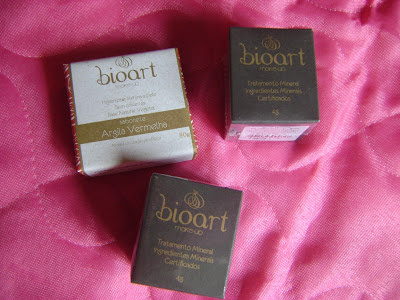 bioart
make-up
SABONETE
Argila Vermelha
80g
bioart
make-up
Tratamento Mineral
Ingredientes Minerais
Certificados
4g
bioart
make-up
Tratamento Mineral
Ingredientes Minerais
Certificados
4g